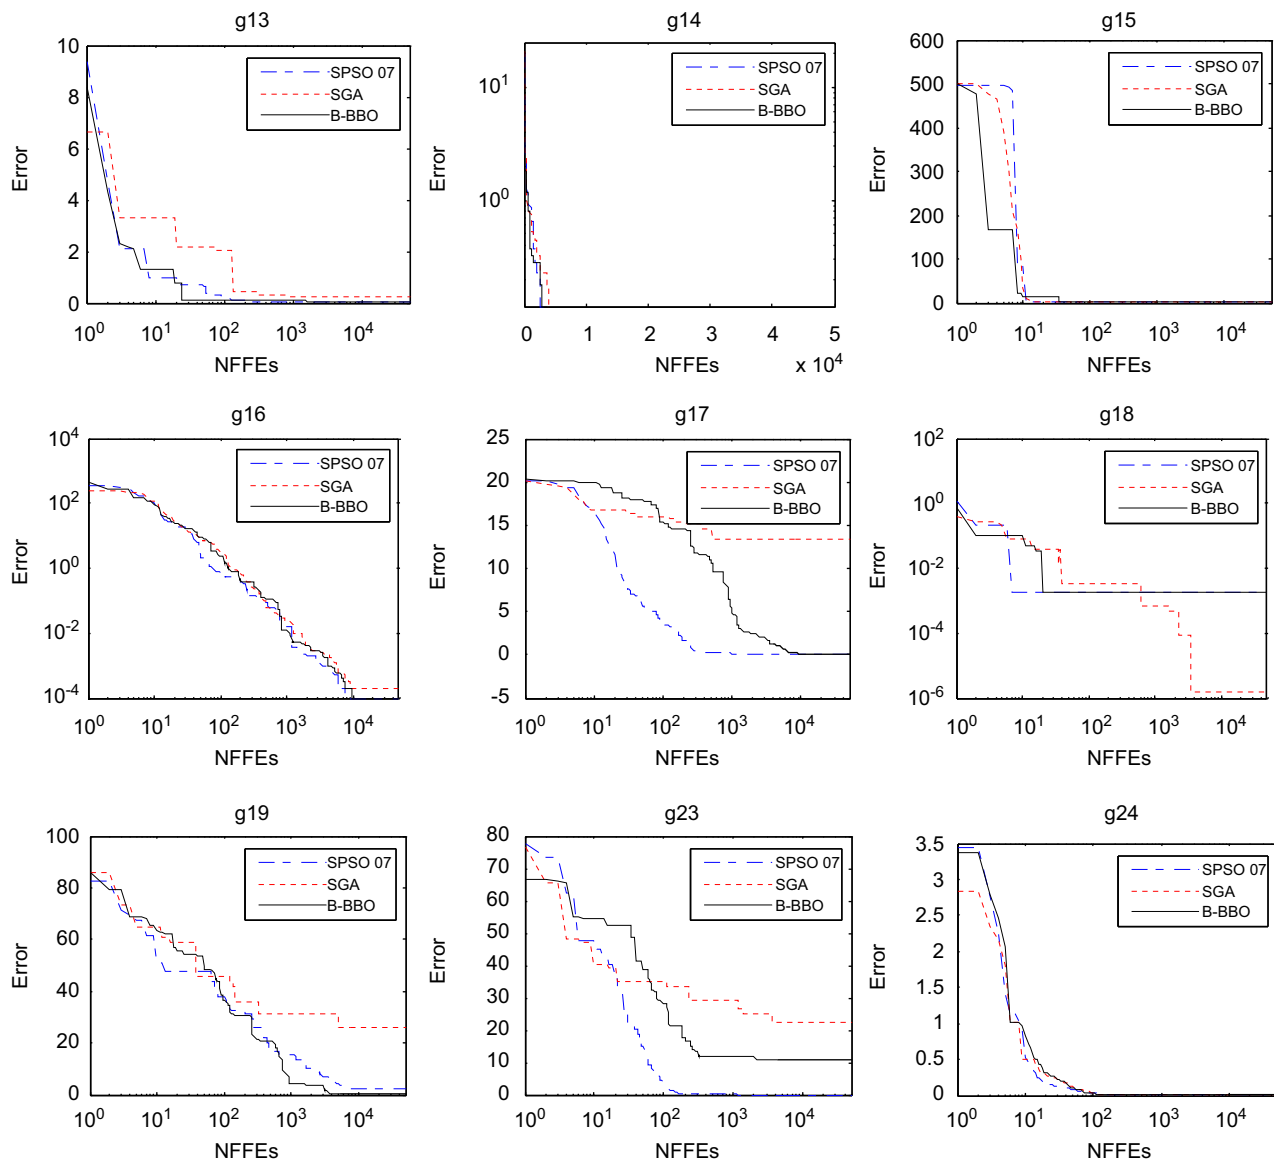 g13
10
8
6
4
2
0
Error
SPSO 07
SGA
B-BBO
10^0 10^1 10^2 10^3 10^4
NFFEs
g14
10^1
10^0
Error
SPSO 07
SGA
B-BBO
0 1 2 3 4 5
NFFEs
x 10^4
g15
600
500
400
300
200
100
0
Error
SPSO 07
SGA
B-BBO
10^0 10^1 10^2 10^3 10^4
NFFEs
g16
10^4
10^2
10^0
10^-2
10^-4
Error
SPSO 07
SGA
B-BBO
10^0 10^1 10^2 10^3 10^4
NFFEs
g17
25
20
15
10
5
0
-5
Error
SPSO 07
SGA
B-BBO
10^0 10^1 10^2 10^3 10^4
NFFEs
g18
10^2
10^0
10^-2
10^-4
10^-6
Error
SPSO 07
SGA
B-BBO
10^0 10^1 10^2 10^3 10^4
NFFEs
g19
100
80
60
40
20
0
Error
SPSO 07
SGA
B-BBO
10^0 10^1 10^2 10^3 10^4
NFFEs
g23
80
70
60
50
40
30
20
10
0
Error
SPSO 07
SGA
B-BBO
10^0 10^1 10^2 10^3 10^4
NFFEs
g24
3.5
3
2.5
2
1.5
1
0.5
0
Error
SPSO 07
SGA
B-BBO
10^0 10^1 10^2 10^3 10^4
NFFEs